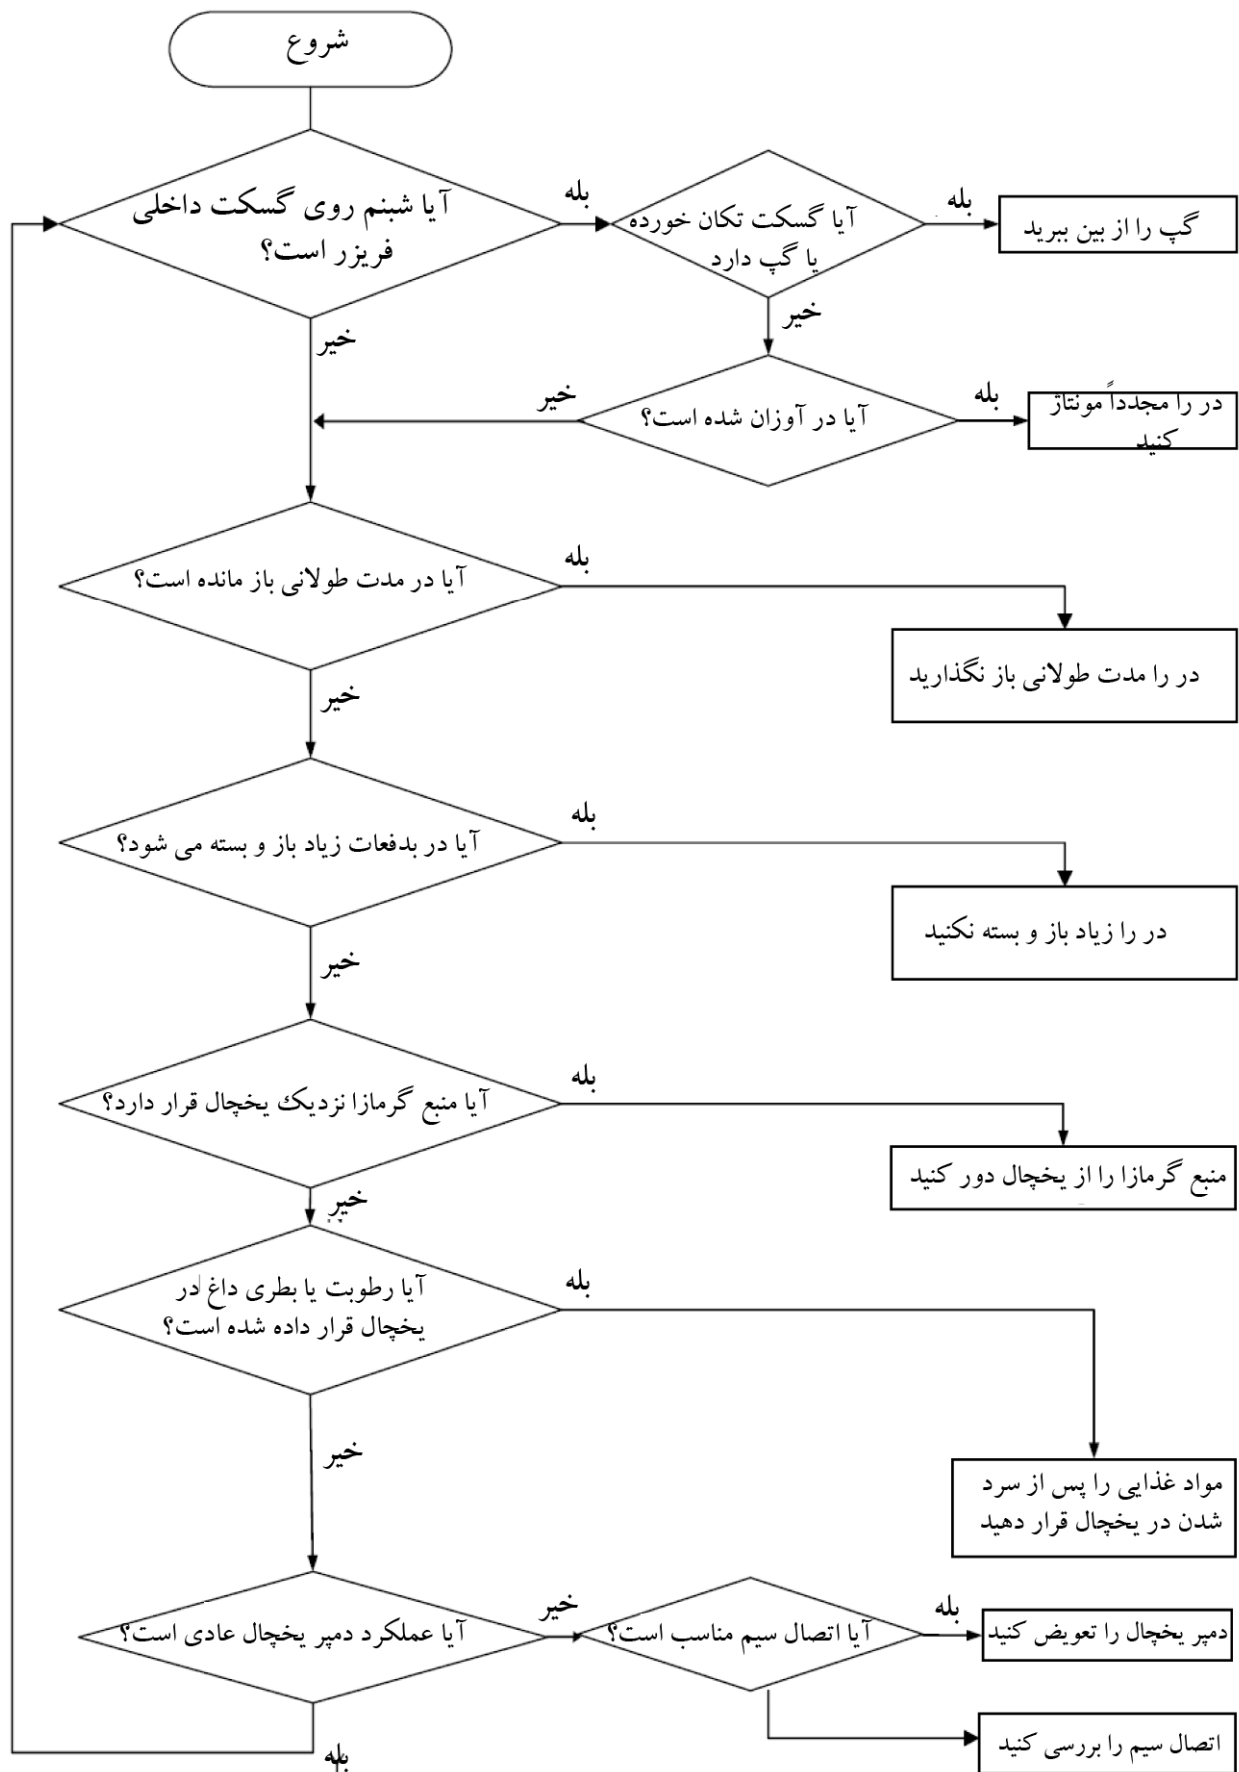 شروع
آیا شبنم روی گسکت داخلی
فریزر است؟
بله
آیا گسکت تکان خورده
یا گپ دارد
بله
گپ را از بین ببرید
خیر
خیر
آیا در آوزان شده است؟
بله
در را مجدداً مونتاژ
کنید
خیر
آیا در مدت طولانی باز مانده است؟
بله
در را مدت طولانی باز نگذارید
خیر
آیا در بدفعات زیاد باز و بسته می شود؟
بله
در را زیاد باز و بسته نکنید
خیر
آیا منبع گرمازا نزدیک یخچال قرار دارد؟
بله
منبع گرمازا را از یخچال دور کنید
خیر
آیا رطوبت یا بطری داغ در
یخچال قرار داده شده است؟
بله
مواد غذایی را پس از سرد
شدن در یخچال قرار دهید
خیر
آیا عملکرد دمپر یخچال عادی است؟
خیر
آیا اتصال سیم مناسب است؟
بله
دمپر یخچال را تعویض کنید
اتصال سیم را بررسی کنید
بله